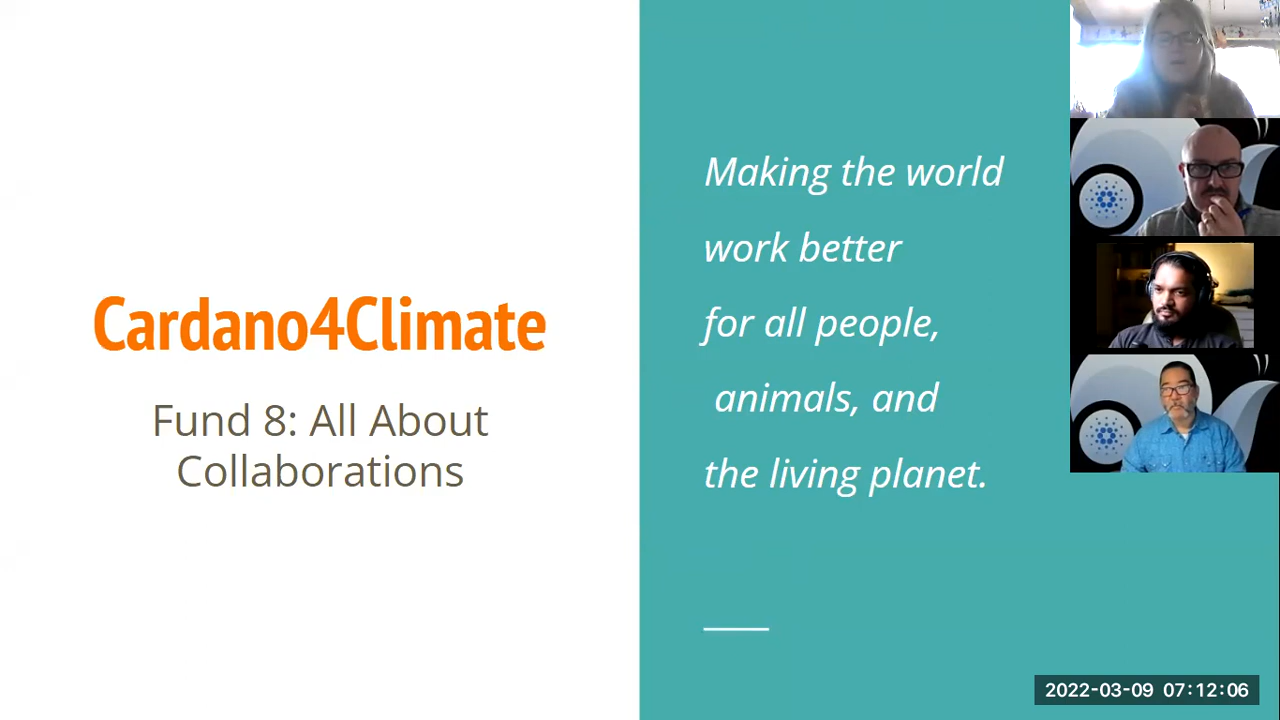 Cardano4Climate
Fund 8: All About
Collaborations
Making the world
work better
for all people,
animals, and
the living planet.
2022-03-09 07:12:06